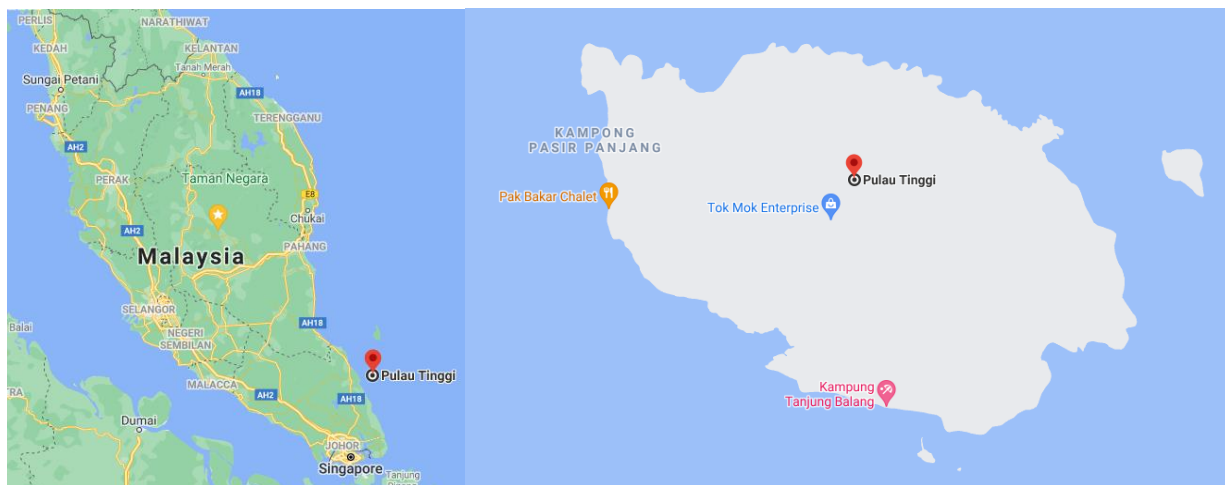 PERLIS
NARATHIWAT
KEDAH
KELANTAN
Tanah Merah
Sungai Petani
AH18
PENANG
TERENGGANU
AH2
PERAK
Taman Negara
E8
Chukai
AH2
PAHANG
Malaysia
SELANGOR
AH18
Balai
NEGERI
SEMBILAN
Pulau Tinggi
MALACCA
TRA
AH2
AH18
Dumai
JOHOR
Singapore
Tanjung
KAMPONG
PASIR PANJANG
Pulau Tinggi
Pak Bakar Chalet
Tok Mok Enterprise
Kampung
Tanjung Balang